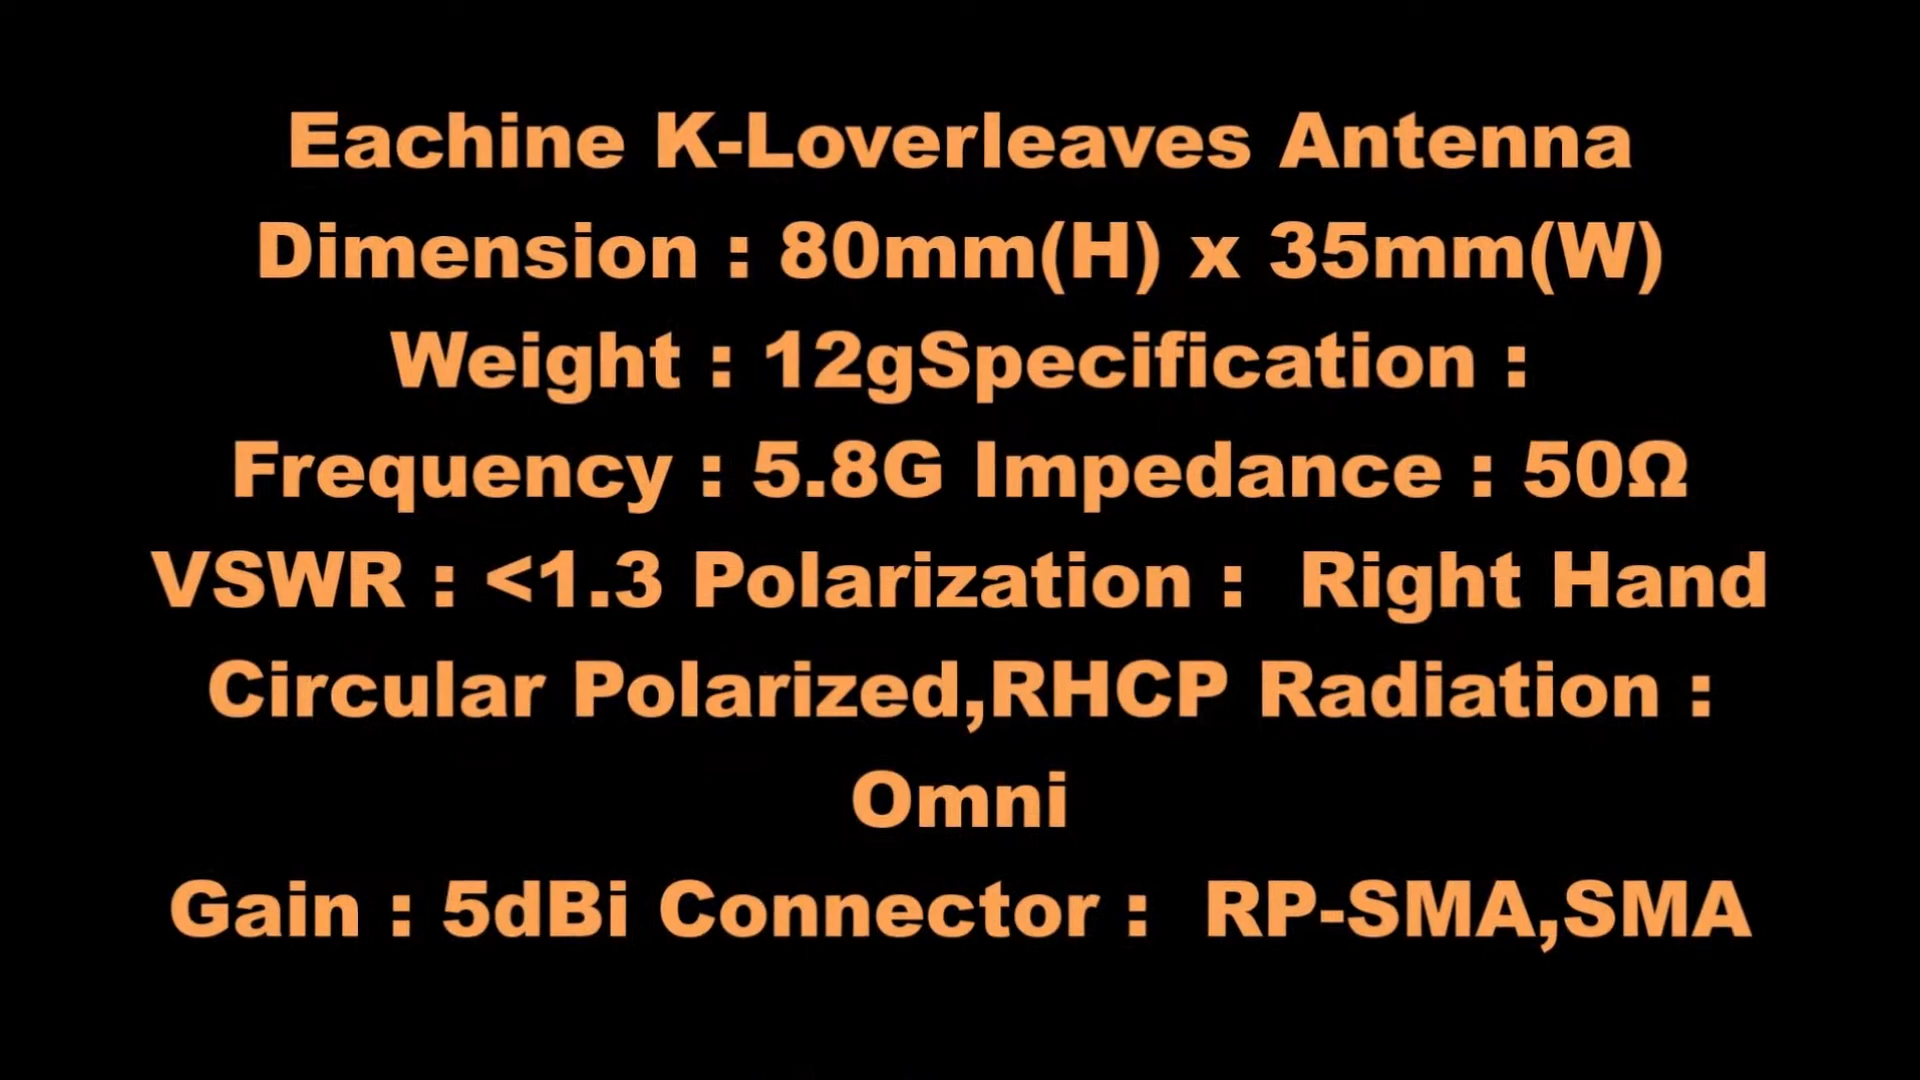 Eachine K-Loverleaves Antenna
Dimension : 80mm(H) x 35mm(W)
Weight : 12gSpecification :
Frequency : 5.8G Impedance : 50Ω
VSWR : <1.3 Polarization :  Right Hand
Circular Polarized,RHCP Radiation :
Omni
Gain : 5dBi Connector :  RP-SMA,SMA